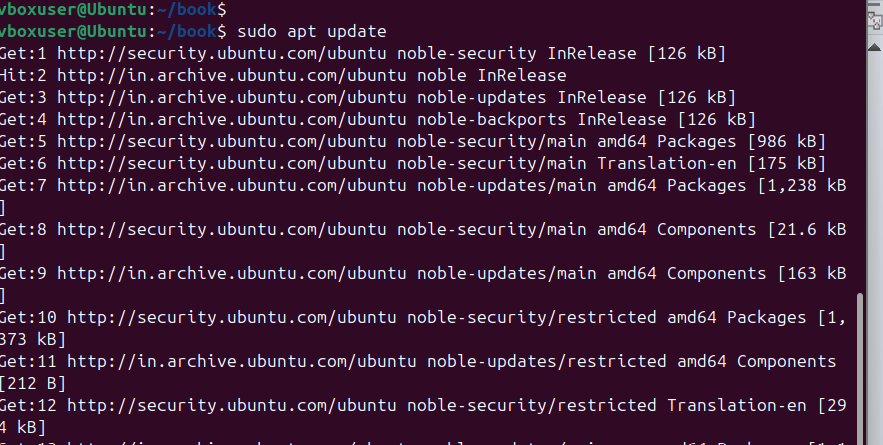 vboxuser@Ubuntu:~/book$
vboxuser@Ubuntu:~/book$ sudo apt update
Get:1 http://security.ubuntu.com/ubuntu noble-security InRelease [126 kB]
Hit:2 http://in.archive.ubuntu.com/ubuntu noble InRelease
Get:3 http://in.archive.ubuntu.com/ubuntu noble-updates InRelease [126 kB]
Get:4 http://in.archive.ubuntu.com/ubuntu noble-backports InRelease [126 kB]
Get:5 http://security.ubuntu.com/ubuntu noble-security/main amd64 Packages [986 kB]
Get:6 http://security.ubuntu.com/ubuntu noble-security/main Translation-en [175 kB]
Get:7 http://in.archive.ubuntu.com/ubuntu noble-updates/main amd64 Packages [1,238 kB
]
Get:8 http://security.ubuntu.com/ubuntu noble-security/main amd64 Components [21.6 kB
]
Get:9 http://in.archive.ubuntu.com/ubuntu noble-updates/main amd64 Components [163 kB
]
Get:10 http://security.ubuntu.com/ubuntu noble-security/restricted amd64 Packages [1,
373 kB]
Get:11 http://in.archive.ubuntu.com/ubuntu noble-updates/restricted amd64 Components
[212 B]
Get:12 http://security.ubuntu.com/ubuntu noble-security/restricted Translation-en [29
4 kB]